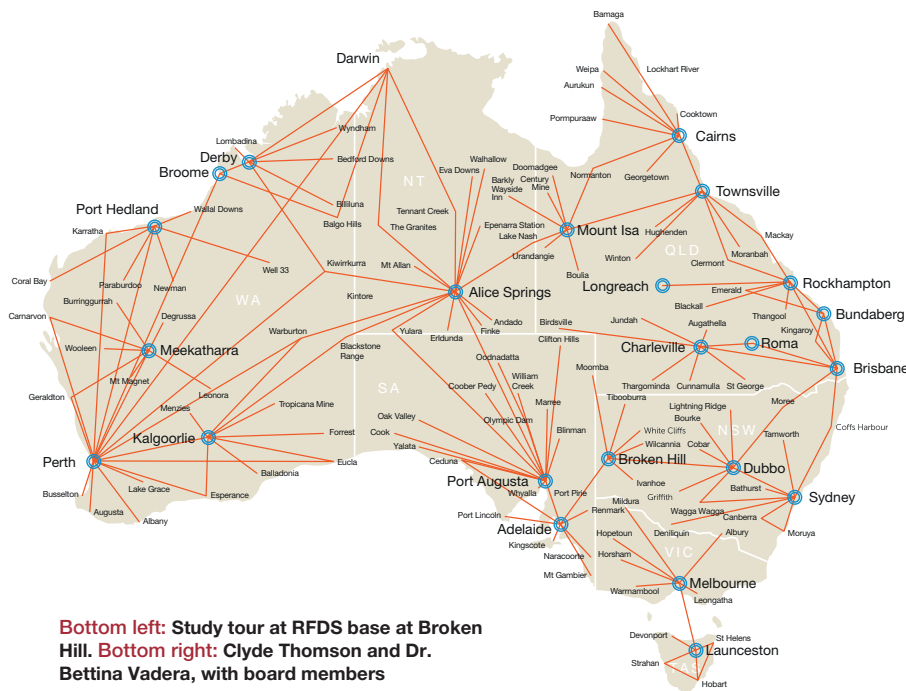 Bamaga
Darwin
Weipa
Lockhart River
Aurukun
Cooktown
Pormpuraaw
Wyndham
Cairns
Lombadina
Derby
Bedford Downs
Walhallow
Doomadgee
Broome
NT
Eva Downs
Century
Mine
Normanton
Georgetown
Barkly
Wayside
Inn
Townsville
Billiluna
Port Hedland
Wallal Downs
Tennant Creek
Balgo Hills
The Granites
Epenarra Station
Mount Isa
Hughenden
Mackay
Karratha
Lake Nash
QLD
Moranbah
Urandangie
Winton
Clermont
Kiwirrkurra
Mt Allan
Well 33
Coral Bay
Paraburdoo
Newman
Boulia
Longreach
Emerald
Rockhampton
Burringgurrah
WA
Kintore
Alice Springs
Blackall
Carnarvon
Degrussa
Thangool
Bundaberg
Andado
Birdsville
Jundah
Augathella
Kingaroy
Warburton
Yulara
Erldunda
Finke
Clifton Hills
Wooleen
Meekatharra
Blackstone
Range
Oodnadatta
Charleville
Roma
Moomba
Brisbane
William
Creek
Mt Magnet
SA
Coober Pedy
Thargominda
Cunnamulla
St George
Leonora
Geraldton
Marree
Tibooburra
Moree
Menzies
Tropicana Mine
Lightning Ridge
Oak Valley
Olympic Dam
Bourke
Coffs Harbour
Kalgoorlie
Forrest
Cook
Blinman
White Cliffs
NSW
Tamworth
Yalata
Wilcannia
Cobar
Perth
Eucla
Ceduna
Broken Hill
Dubbo
Balladonia
Port Augusta
Lake Grace
Ivanhoe
Bathurst
Busselton
Esperance
Whyalla
Port Pirie
Mildura
Griffith
Sydney
Augusta
Port Lincoln
Renmark
Wagga Wagga
Albany
Adelaide
Canberra
Hopetoun
Deniliquin
Albury
Moruya
Kingscote
Naracoorte
Horsham
VIC
Mt Gambier
Melbourne
Warrnambool
Leongatha
Bottom left: Study tour at RFDS base at Broken
Hill. Bottom right: Clyde Thomson and Dr.
Bettina Vadera, with board members
Devonport
St Helens
Launceston
Strahan
TAS
Hobart